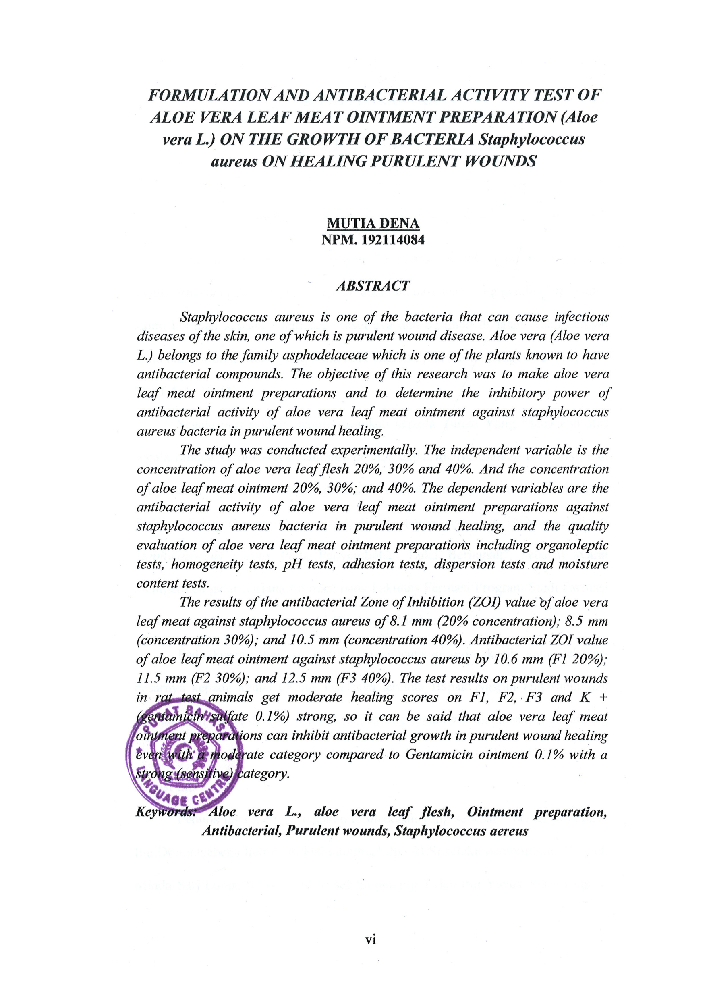 FORMULATION AND ANTIBACTERIAL ACTIVITY TEST OF
ALOE VERA LEAF MEAT OINTMENT PREPARATION (Aloe
vera L.) ON THE GROWTH OF BACTERIA Staphylococcus
aureus ON HEALING PURULENT WOUNDS
MUTIA DENA
NPM. 192114084
ABSTRACT
Staphylococcus aureus is one of the bacteria that can cause infectious
diseases of the skin, one of which is purulent wound disease. Aloe vera (Aloe vera
L.) belongs to the family asphodelaceae which is one of the plants known to have
antibacterial compounds. The objective of this research was to make aloe vera
leaf meat ointment preparations and to determine the inhibitory power of
antibacterial activity of aloe vera leaf meat ointment against staphylococcus
aureus bacteria in purulent wound healing.
The study was conducted experimentally. The independent variable is the
concentration of aloe vera leaf flesh 20%, 30% and 40%. And the concentration
of aloe leaf meat ointment 20%, 30%; and 40%. The dependent variables are the
antibacterial activity of aloe vera leaf meat ointment preparations against
staphylococcus aureus bacteria in purulent wound healing, and the quality
evaluation of aloe vera leaf meat ointment preparations including organoleptic
tests, homogeneity tests, pH tests, adhesion tests, dispersion tests and moisture
content tests.
The results of the antibacterial Zone of Inhibition (ZOI) value of aloe vera
leaf meat against staphylococcus aureus of 8.1 mm (20% concentration); 8.5 mm
(concentration 30%); and 10.5 mm (concentration 40%). Antibacterial ZOI value
of aloe leaf meat ointment against staphylococcus aureus by 10.6 mm (F1 20%);
11.5 mm (F2 30%); and 12.5 mm (F3 40%). The test results on purulent wounds
in rat test animals get moderate healing scores on F1, F2, F3 and K +
(gentamicin sulfate 0.1%) strong, so it can be said that aloe vera leaf meat
ointment preparations can inhibit antibacterial growth in purulent wound healing
even with a moderate category compared to Gentamicin ointment 0.1% with a
strong (sensitive) category.
PUSAT BAHASA
LANGUAGE CENTRE
Keywords: Aloe vera L., aloe vera leaf flesh, Ointment preparation,
Antibacterial, Purulent wounds, Staphylococcus aereus
vi